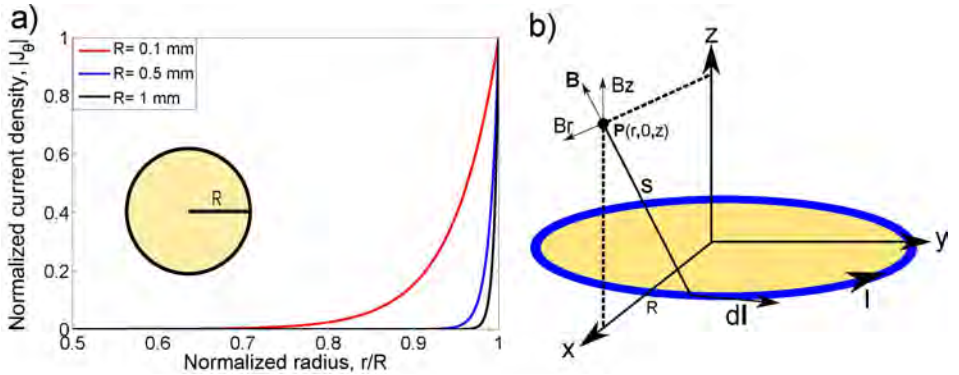 a)
Normalized current density, |Jθ|
1
0.8
0.6
0.4
0.2
0
R= 0.1 mm
R= 0.5 mm
R= 1 mm
R
0.5 0.6 0.7 0.8 0.9 1
Normalized radius, r/R
b)
z
B
Bz
Br
P(r,0,z)
s
y
R
I
dl
x